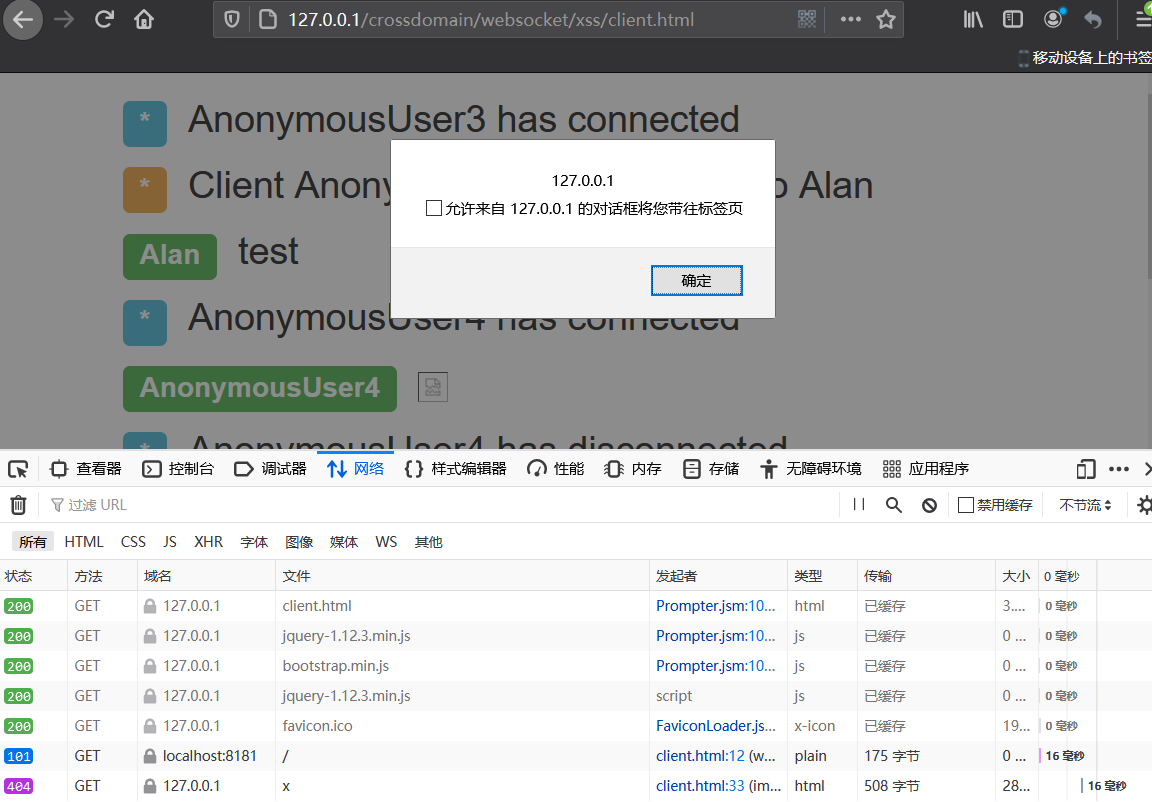 127.0.0.1/crossdomain/websocket/xss/client.html
移动设备上的书签
* AnonymousUser3 has connected
* Client Anony o Alan
127.0.0.1
允许来自 127.0.0.1 的对话框将您带往标签页
确定
Alan test
* AnonymousUser4 has connected
AnonymousUser4
* AnonymousUser4 has disconnected
查看器 控制台 调试器 网络 样式编辑器 性能 内存 存储 无障碍环境 应用程序
过滤 URL 禁用缓存 不节流
所有 HTML CSS JS XHR 字体 图像 媒体 WS 其他
状态 方法 域名 文件 发起者 类型 传输 大小 0 毫秒
200 GET 127.0.0.1 client.html Prompter.jsm:10... html 已缓存 3.... 0 毫秒
200 GET 127.0.0.1 jquery-1.12.3.min.js Prompter.jsm:10... js 已缓存 0 ... 0 毫秒
200 GET 127.0.0.1 bootstrap.min.js Prompter.jsm:10... js 已缓存 0 ... 0 毫秒
200 GET 127.0.0.1 jquery-1.12.3.min.js script js 已缓存 0 ... 0 毫秒
200 GET 127.0.0.1 favicon.ico FaviconLoader.js... x-icon 已缓存 19... 0 毫秒
101 GET localhost:8181 / client.html:12 (w... plain 175 字节 0 ... 16 毫秒
404 GET 127.0.0.1 x client.html:33 (im... html 508 字节 28... 16 毫秒